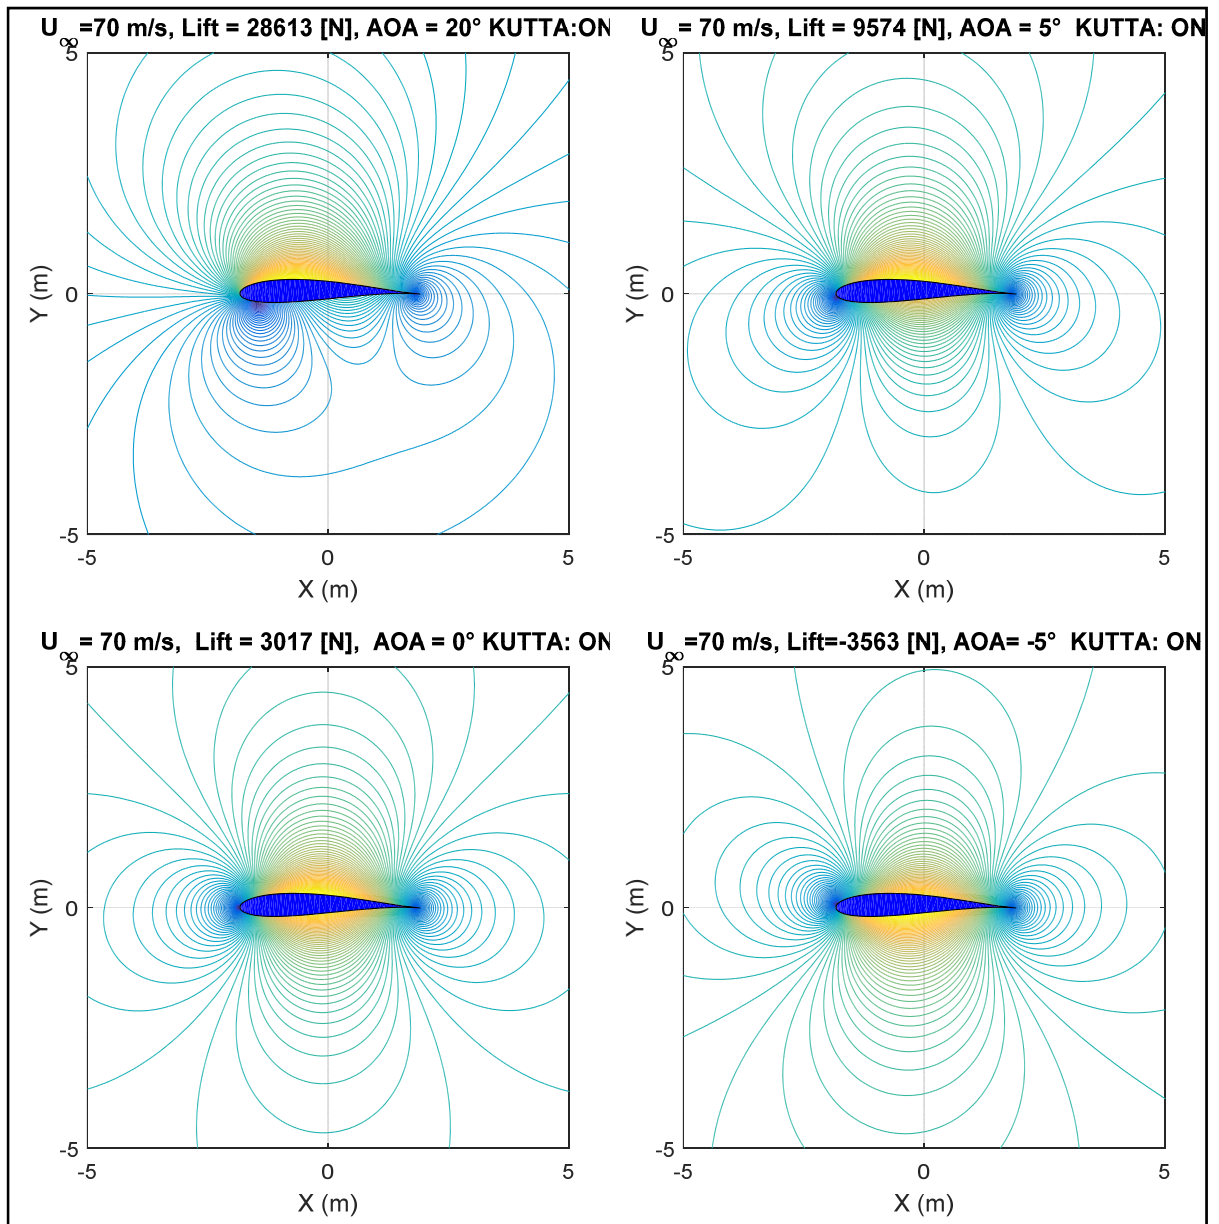 U∞=70 m/s, Lift = 28613 [N], AOA = 20° KUTTA:ON
5
0
-5
Y (m)
-5 0 5
X (m)
U∞=70 m/s, Lift = 9574 [N], AOA = 5° KUTTA: ON
5
0
-5
Y (m)
-5 0 5
X (m)
U∞= 70 m/s, Lift = 3017 [N], AOA = 0° KUTTA: ON
5
0
-5
Y (m)
-5 0 5
X (m)
U∞=70 m/s, Lift=-3563 [N], AOA= -5° KUTTA: ON
5
0
-5
Y (m)
-5 0 5
X (m)